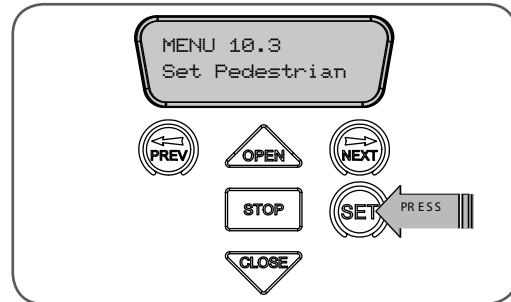 MENU 10.3
Set Pedestrian
PREV
OPEN
NEXT
STOP
SET
PRESS
CLOSE